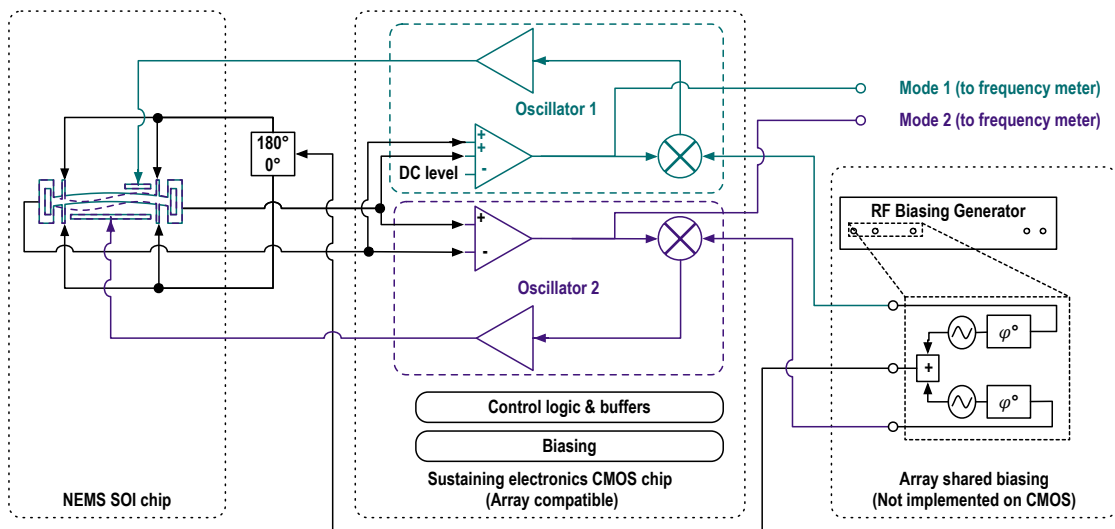 Oscillator 1
Mode 1 (to frequency meter)
Mode 2 (to frequency meter)
180°
0°
+
+
DC level
-
+
-
RF Biasing Generator
Oscillator 2
φ°
+
φ°
Control logic & buffers
Biasing
NEMS SOI chip
Sustaining electronics CMOS chip
(Array compatible)
Array shared biasing
(Not implemented on CMOS)